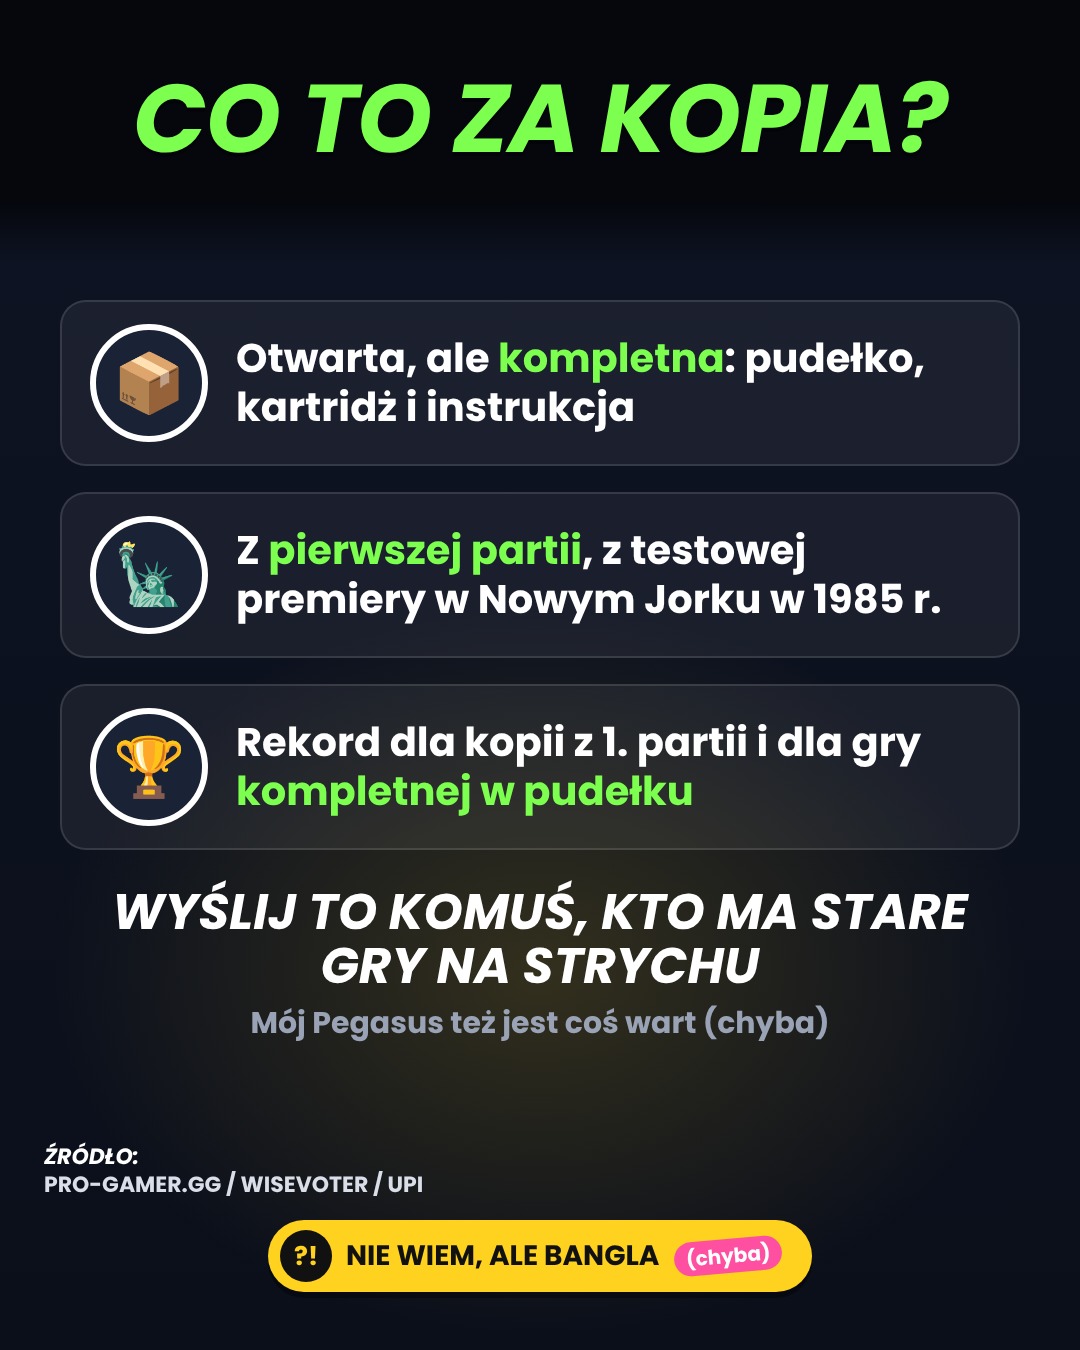 CO TO ZA KOPIA?
Otwarta, ale kompletna: pudełko,
kartridż i instrukcja
Z pierwszej partii, z testowej
premiery w Nowym Jorku w 1985 r.
Rekord dla kopii z 1. partii i dla gry
kompletnej w pudełku
WYŚLIJ TO KOMUŚ, KTO MA STARE
GRY NA STRYCHU
Mój Pegasus też jest coś wart (chyba)
ŹRÓDŁO:
PRO-GAMER.GG / WISEVOTER / UPI
?! NIE WIEM, ALE BANGLA (chyba)